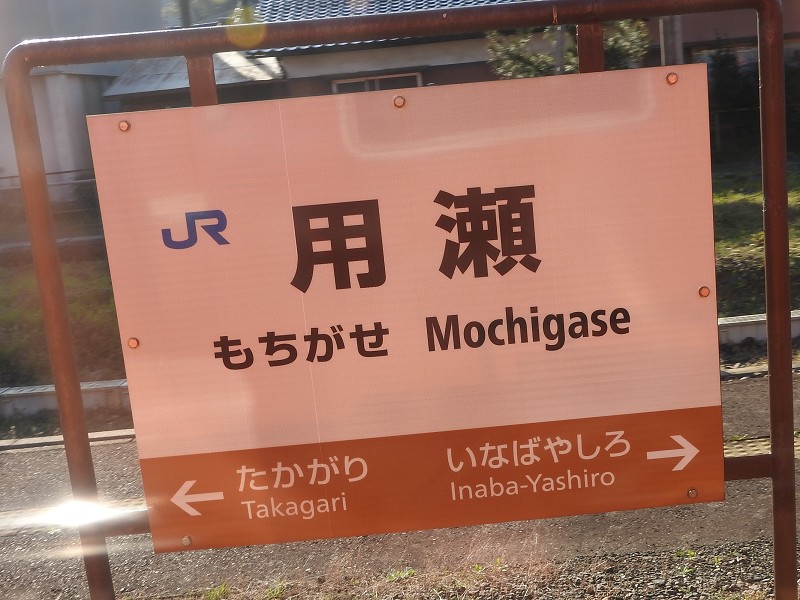 JR 用瀬
もちがせ Mochigase
← たかがり いなばやしろ →
Takagari Inaba-Yashiro